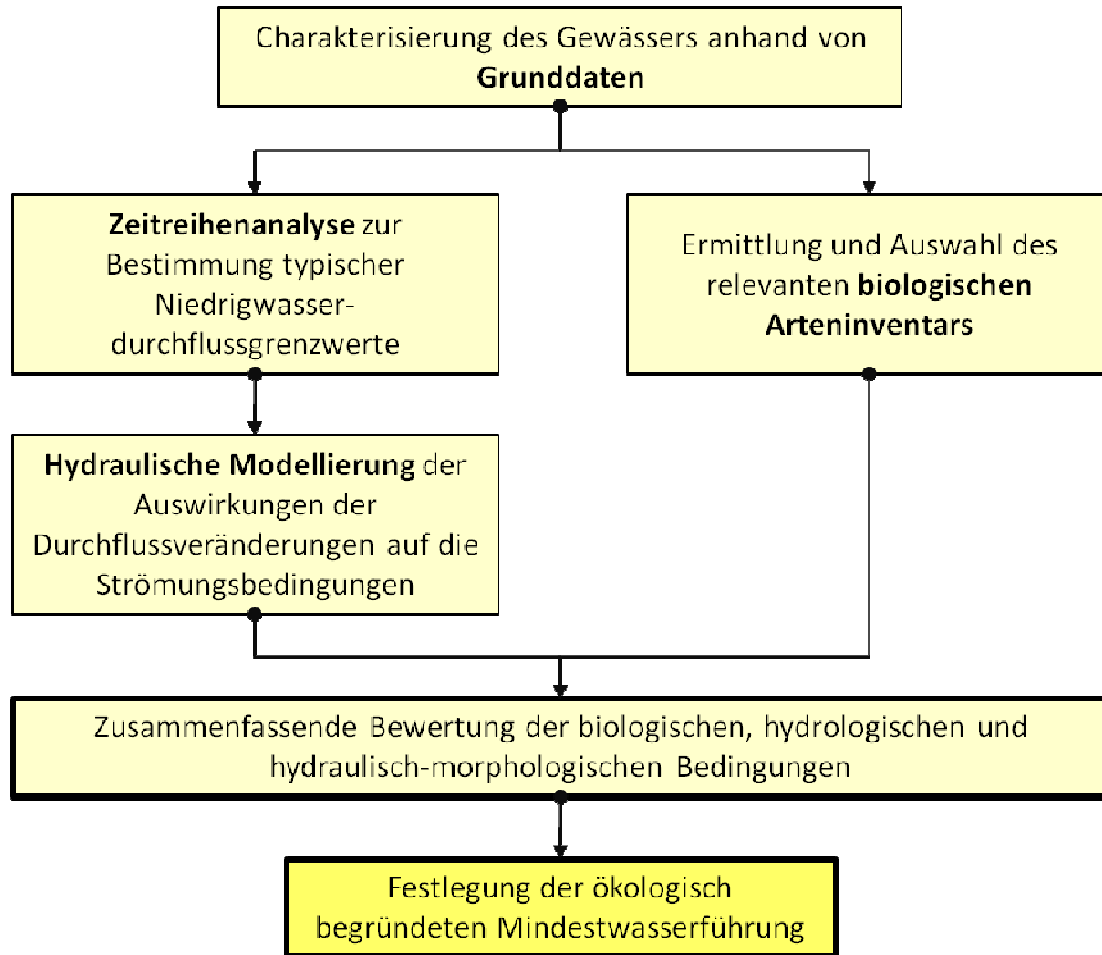 Charakterisierung des Gewässers anhand von
Grunddaten
Zeitreihenanalyse zur
Bestimmung typischer
Niedrigwasser-
durchflussgrenzwerte
Ermittlung und Auswahl des
relevanten biologischen
Arteninventars
Hydraulische Modellierung der
Auswirkungen der
Durchflussveränderungen auf die
Strömungsbedingungen
Zusammenfassende Bewertung der biologischen, hydrologischen und
hydraulisch-morphologischen Bedingungen
Festlegung der ökologisch
begründeten Mindestwasserführung